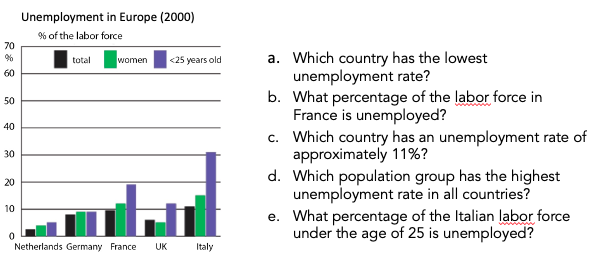 Unemployment in Europe (2000)
% of the labor force
70
%
60
50
40
30
20
10
0
total
women
<25 years old
Netherlands Germany France UK Italy
a. Which country has the lowest
unemployment rate?
b. What percentage of the labor force in
France is unemployed?
c. Which country has an unemployment rate of
approximately 11%?
d. Which population group has the highest
unemployment rate in all countries?
e. What percentage of the Italian labor force
under the age of 25 is unemployed?